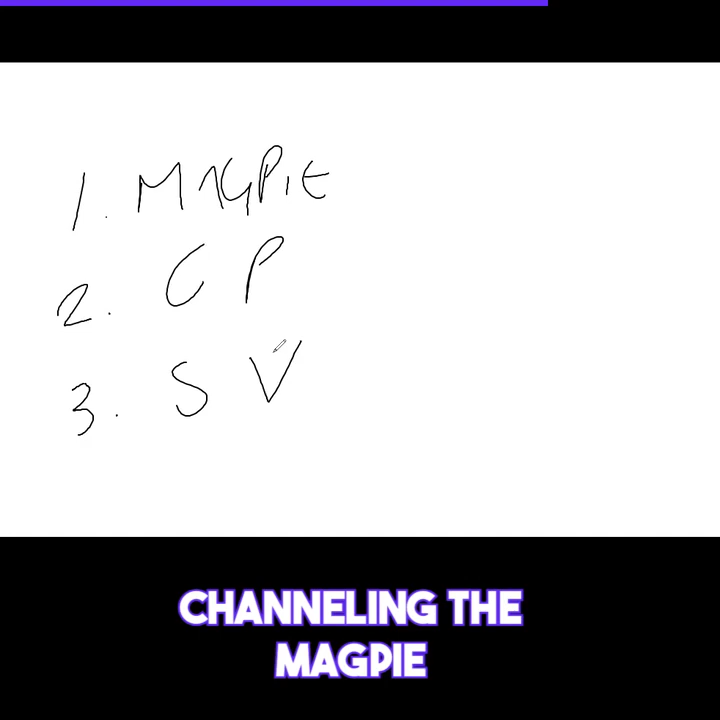 1. MAGPIE
2. C P
3. S V
CHANNELING THE
MAGPIE